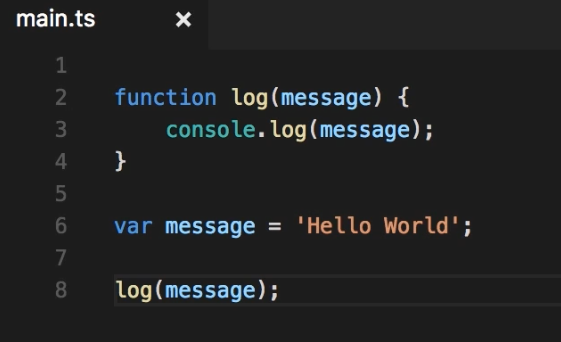 main.ts ×
1
2 function log(message) {
3     console.log(message);
4 }
5
6 var message = 'Hello World';
7
8 log(message);